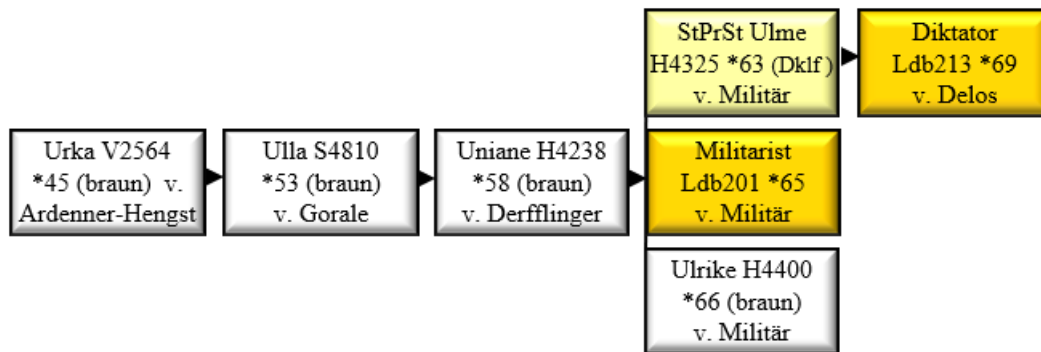 StPrSt Ulme
H4325 *63 (Dklf )
v. Militär
Diktator
Ldb213 *69
v. Delos
Urka V2564
*45 (braun) v.
Ardenner-Hengst
Ulla S4810
*53 (braun)
v. Gorale
Uniane H4238
*58 (braun)
v. Derfflinger
Militarist
Ldb201 *65
v. Militär
Ulrike H4400
*66 (braun)
v. Militär